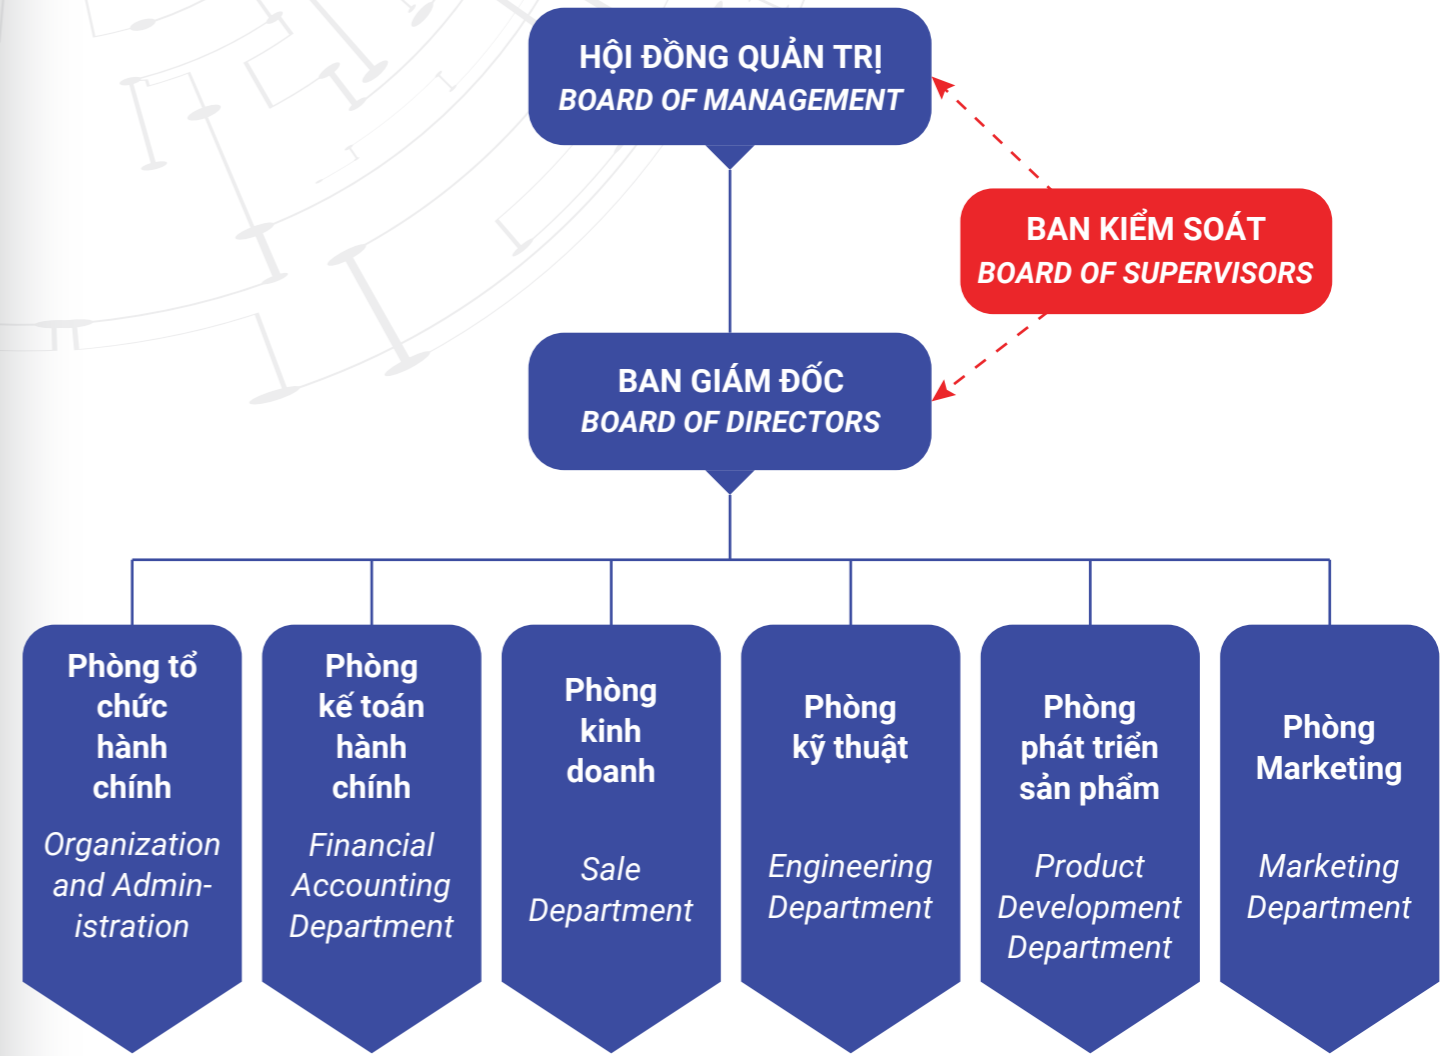 HỘI ĐỒNG QUẢN TRỊ
BOARD OF MANAGEMENT
BAN KIỂM SOÁT
BOARD OF SUPERVISORS
BAN GIÁM ĐỐC
BOARD OF DIRECTORS
Phòng tổ
chức
hành
chính
Organization
and Admin-
istration
Phòng
kế toán
hành
chính
Financial
Accounting
Department
Phòng
kinh
doanh
Sale
Department
Phòng
kỹ thuật
Engineering
Department
Phòng
phát triển
sản phẩm
Product
Development
Department
Phòng
Marketing
Marketing
Department